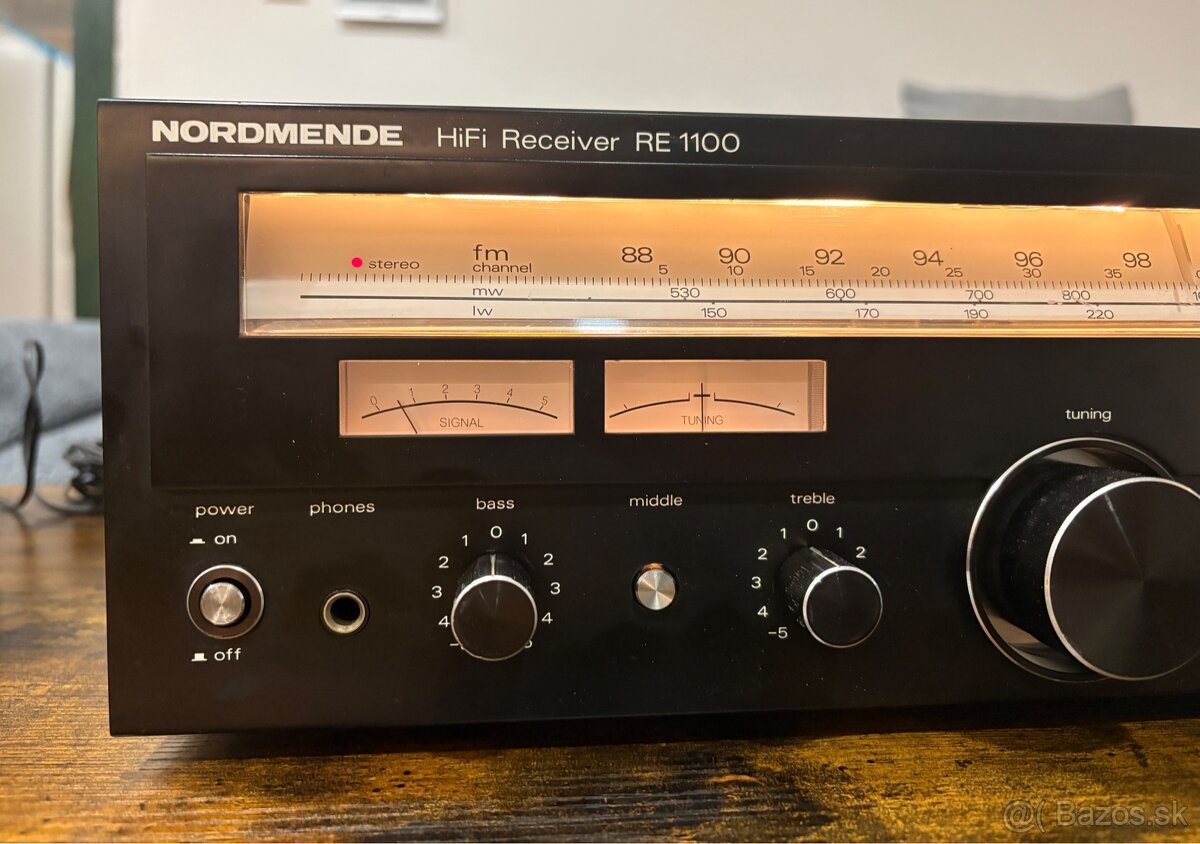 NORDMENDE HiFi Receiver RE 1100
stereo fm 88 90 92 94 96 98
channel 5 10 15 20 25 30 35
mw 530 600 700 800
lw 150 170 190 220
0 1 2 3 4 5
SIGNAL
TUNING
tuning
power phones bass middle treble
on
off
4 3 2 1 0 1 2 3 4
-5 4 3 2 1 0 1 2
@( Bazos.sk